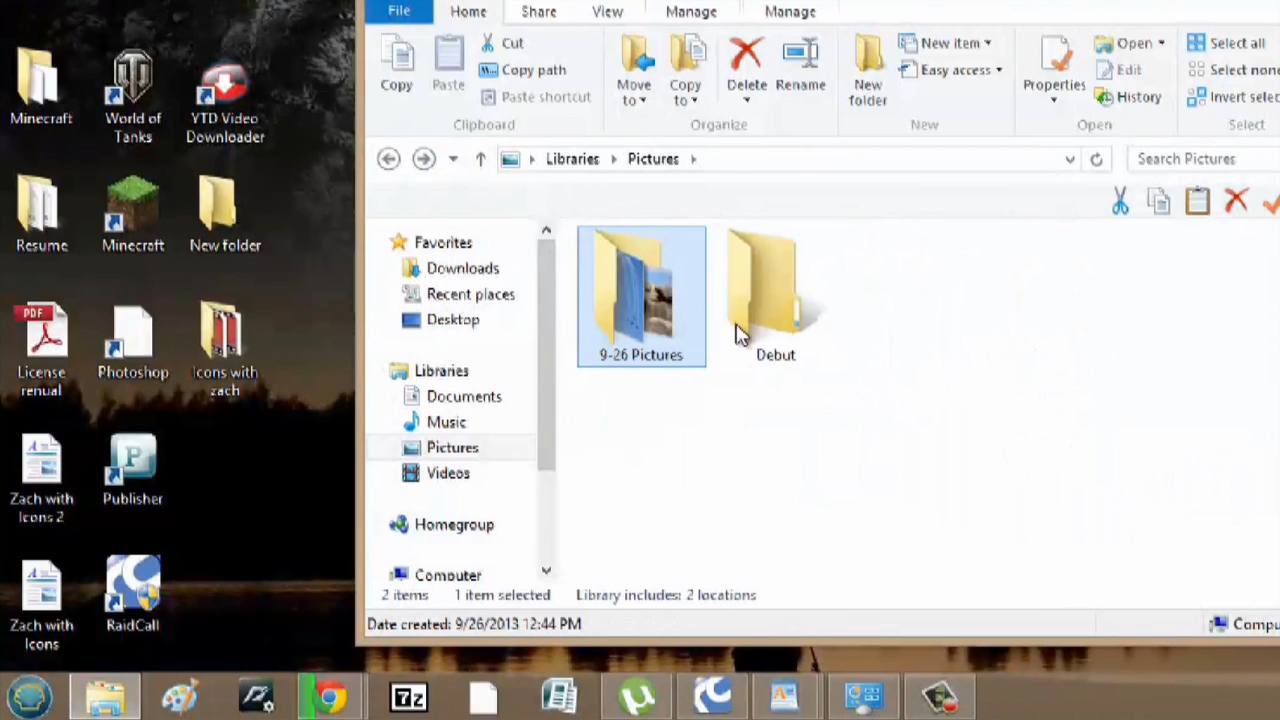 File Home Share View Manage Manage
Copy
Paste
Cut
Copy path
Paste shortcut
Clipboard
Move to
Copy to
Delete
Rename
Organize
New folder
New item
Easy access
New
Properties
Open
Edit
History
Open
Select all
Select none
Invert selec
Select
Libraries Pictures
Search Pictures
Favorites
Downloads
Recent places
Desktop
Libraries
Documents
Music
Pictures
Videos
Homegroup
Computer
9-26 Pictures
Debut
2 items 1 item selected Library includes: 2 locations
Date created: 9/26/2013 12:44 PM
Compu
Minecraft
World of
Tanks
YTD Video
Downloader
Resume
Minecraft
New folder
PDF
License
renual
Photoshop
Icons with
zach
Zach with
Icons 2
P
Publisher
Zach with
Icons
RaidCall
7z